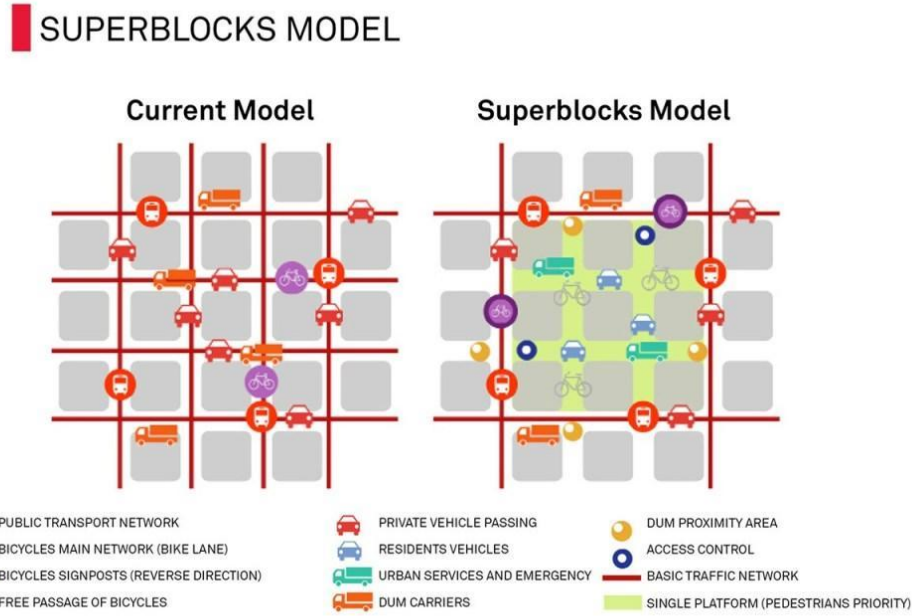 SUPERBLOCKS MODEL
Current Model
Superblocks Model
PUBLIC TRANSPORT NETWORK
BICYCLES MAIN NETWORK (BIKE LANE)
BICYCLES SIGNPOSTS (REVERSE DIRECTION)
FREE PASSAGE OF BICYCLES
PRIVATE VEHICLE PASSING
RESIDENTS VEHICLES
URBAN SERVICES AND EMERGENCY
DUM CARRIERS
DUM PROXIMITY AREA
ACCESS CONTROL
BASIC TRAFFIC NETWORK
SINGLE PLATFORM (PEDESTRIANS PRIORITY)